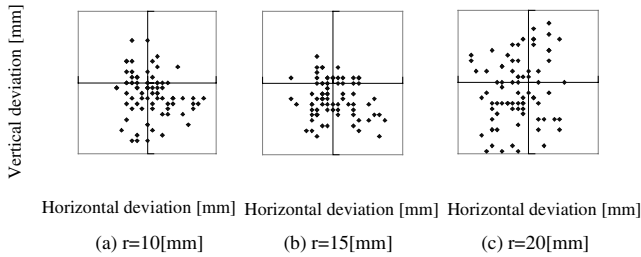 Vertical deviation [mm]
Horizontal deviation [mm] Horizontal deviation [mm] Horizontal deviation [mm]
(a) r=10[mm] (b) r=15[mm] (c) r=20[mm]